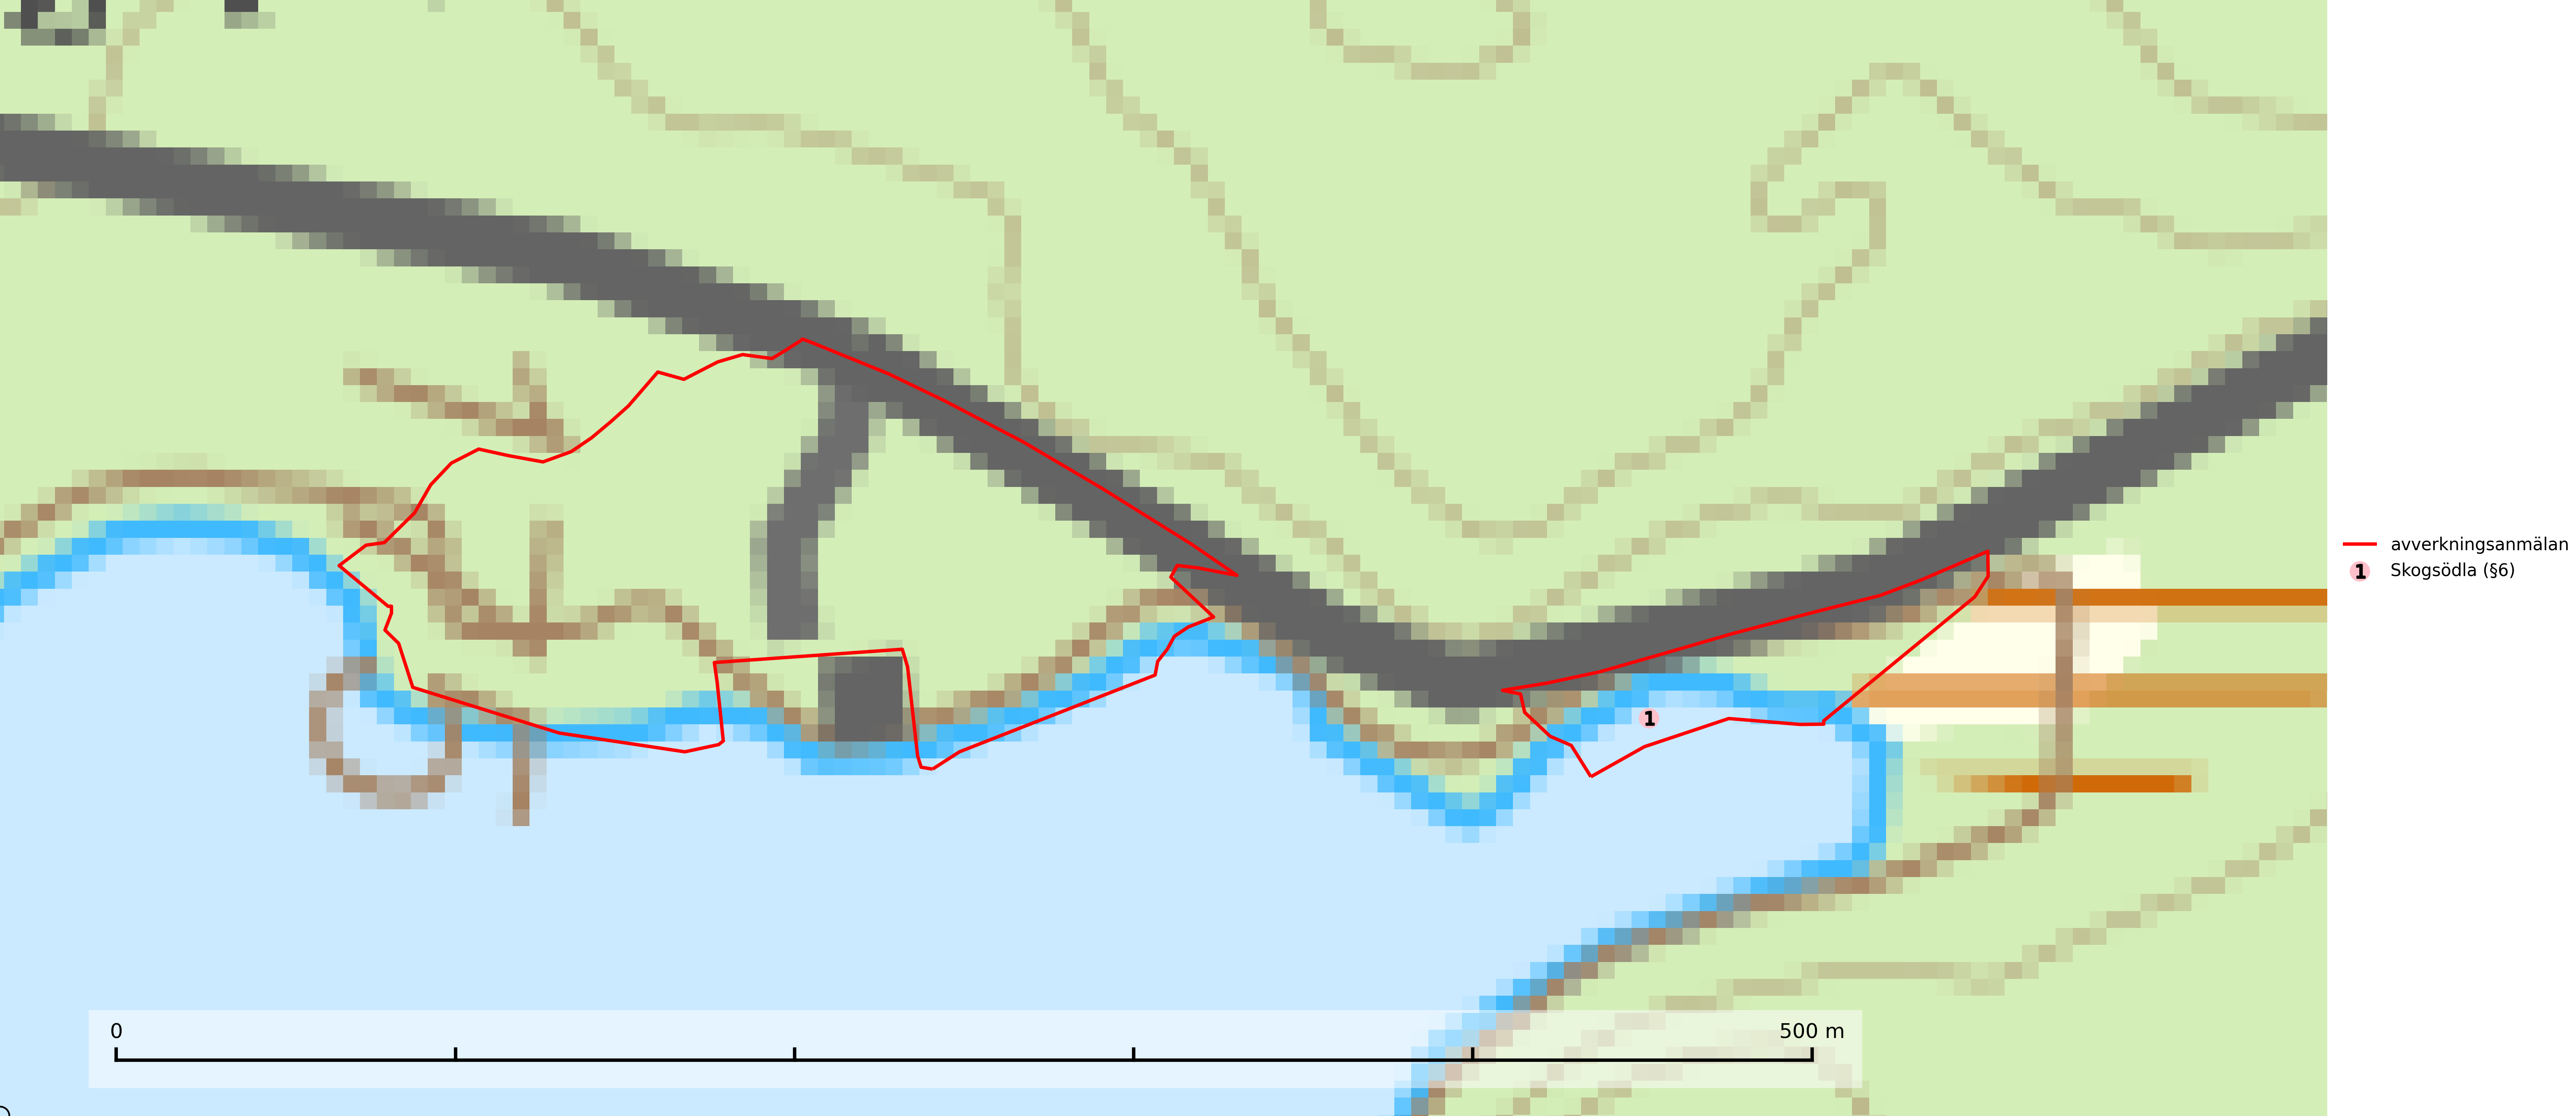 avverkningsanmälan
1 Skogsödla (§6)
1
0 500 m